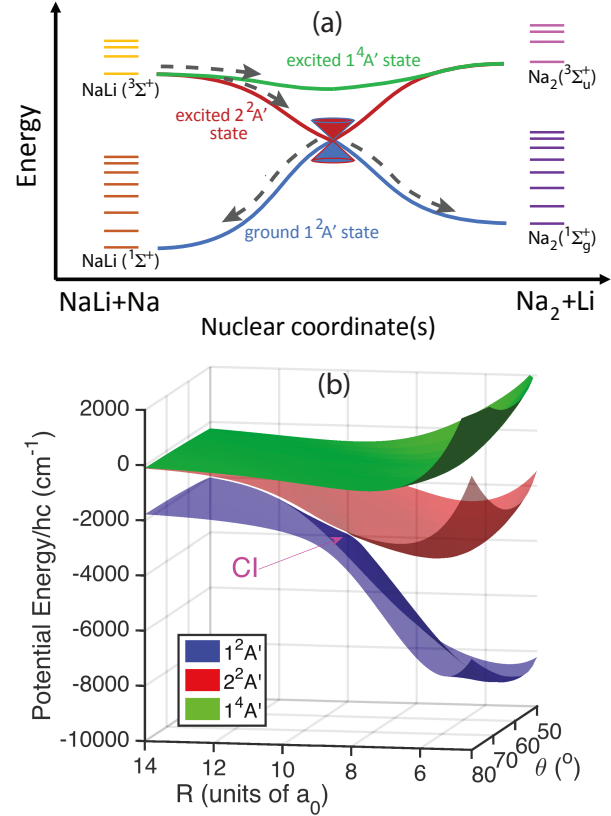 (a)
excited 1⁴A' state
NaLi (³Σ⁺)
Na₂(³Σᵤ⁺)
excited 2²A'
state
Energy
NaLi (¹Σ⁺)
ground 1²A' state
Na₂(¹Σg⁺)
NaLi+Na
Na₂+Li
Nuclear coordinate(s)
(b)
2000
0
-2000
-4000
-6000
-8000
-10000
Potential Energy/hc (cm⁻¹)
CI
1²A'
2²A'
1⁴A'
14
12
10
8
6
80
70
60
50
R (units of a₀)
θ (°)